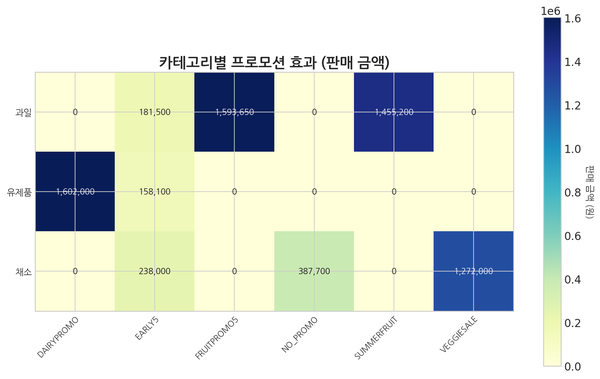 카테고리별 프로모션 효과 (판매 금액)
과일 0 181,500 1,593,650 0 1,455,200 0
유제품 1,602,000 158,100 0 0 0 0
채소 0 238,000 0 387,700 0 1,272,000
DAIRYPROMO EARLY5 FRUITPROMO5 NO_PROMO SUMMERFRUIT VEGGIESALE
1e6
1.6
1.4
1.2
1.0
0.8
0.6
0.4
0.2
0.0
판매 금액 (원)